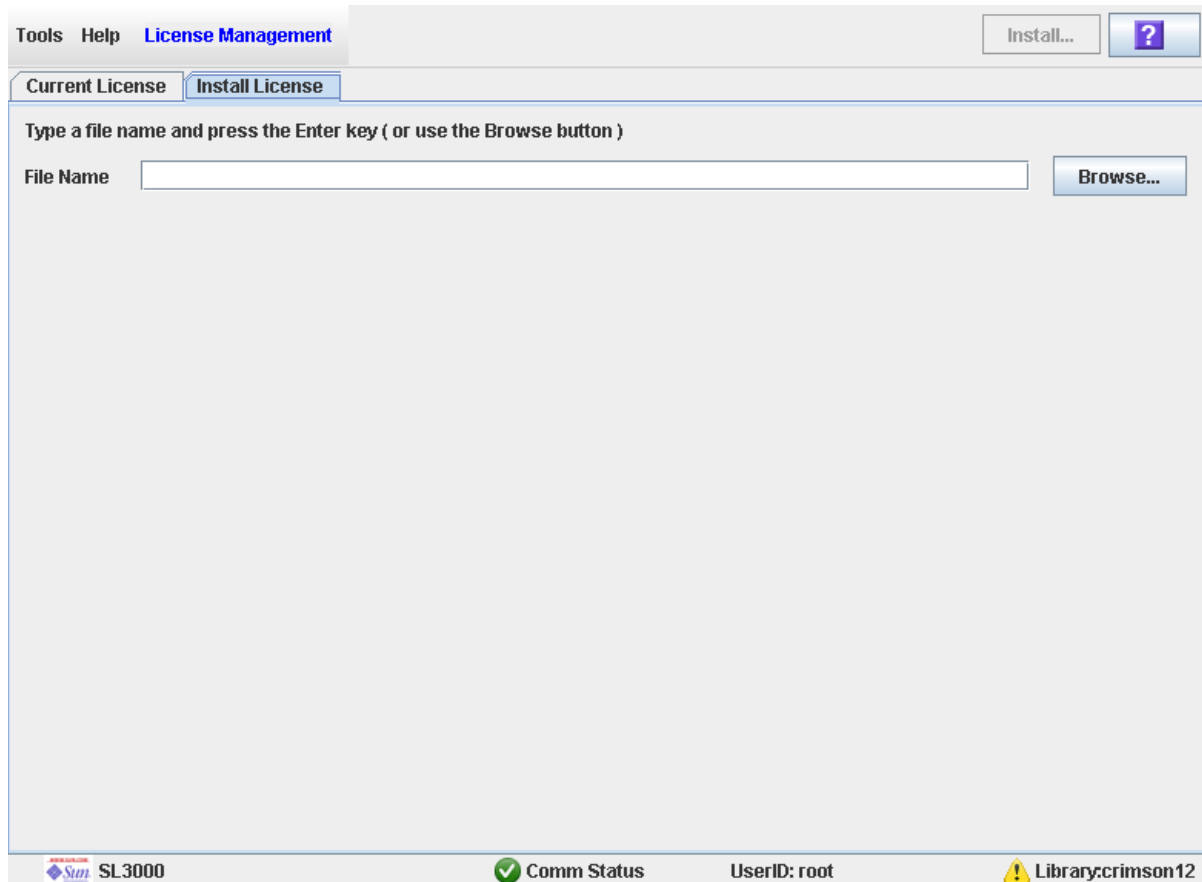 Tools Help License Management Install... ?
Current License Install License
Type a file name and press the Enter key ( or use the Browse button )
File Name Browse...
Sun SL3000 Comm Status UserID: root Library:crimson12